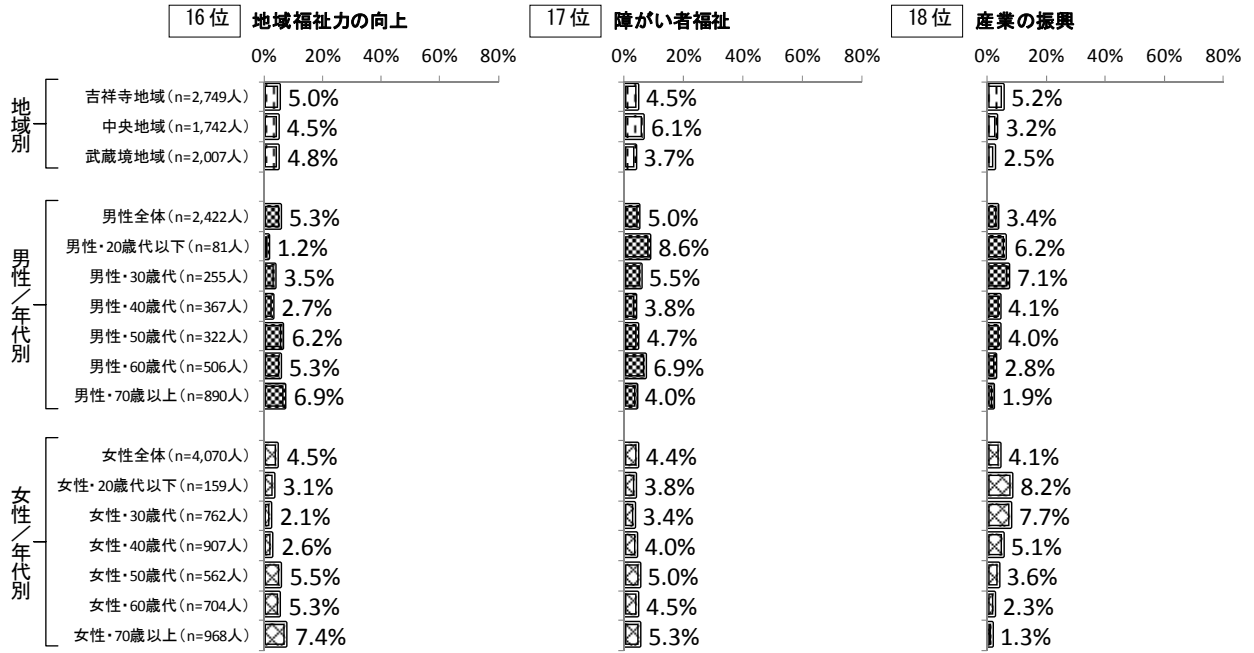 16位 地域福祉力の向上 17位 障がい者福祉 18位 産業の振興
0% 20% 40% 60% 80% 0% 20% 40% 60% 80% 0% 20% 40% 60% 80%
地域別
吉祥寺地域(n=2,749人) 5.0% 4.5% 5.2%
中央地域(n=1,742人) 4.5% 6.1% 3.2%
武蔵境地域(n=2,007人) 4.8% 3.7% 2.5%
男性/年代別
男性全体(n=2,422人) 5.3% 5.0% 3.4%
男性・20歳代以下(n=81人) 1.2% 8.6% 6.2%
男性・30歳代(n=255人) 3.5% 5.5% 7.1%
男性・40歳代(n=367人) 2.7% 3.8% 4.1%
男性・50歳代(n=322人) 6.2% 4.7% 4.0%
男性・60歳代(n=506人) 5.3% 6.9% 2.8%
男性・70歳以上(n=890人) 6.9% 4.0% 1.9%
女性/年代別
女性全体(n=4,070人) 4.5% 4.4% 4.1%
女性・20歳代以下(n=159人) 3.1% 3.8% 8.2%
女性・30歳代(n=762人) 2.1% 3.4% 7.7%
女性・40歳代(n=907人) 2.6% 4.0% 5.1%
女性・50歳代(n=562人) 5.5% 5.0% 3.6%
女性・60歳代(n=704人) 5.3% 4.5% 2.3%
女性・70歳以上(n=968人) 7.4% 5.3% 1.3%